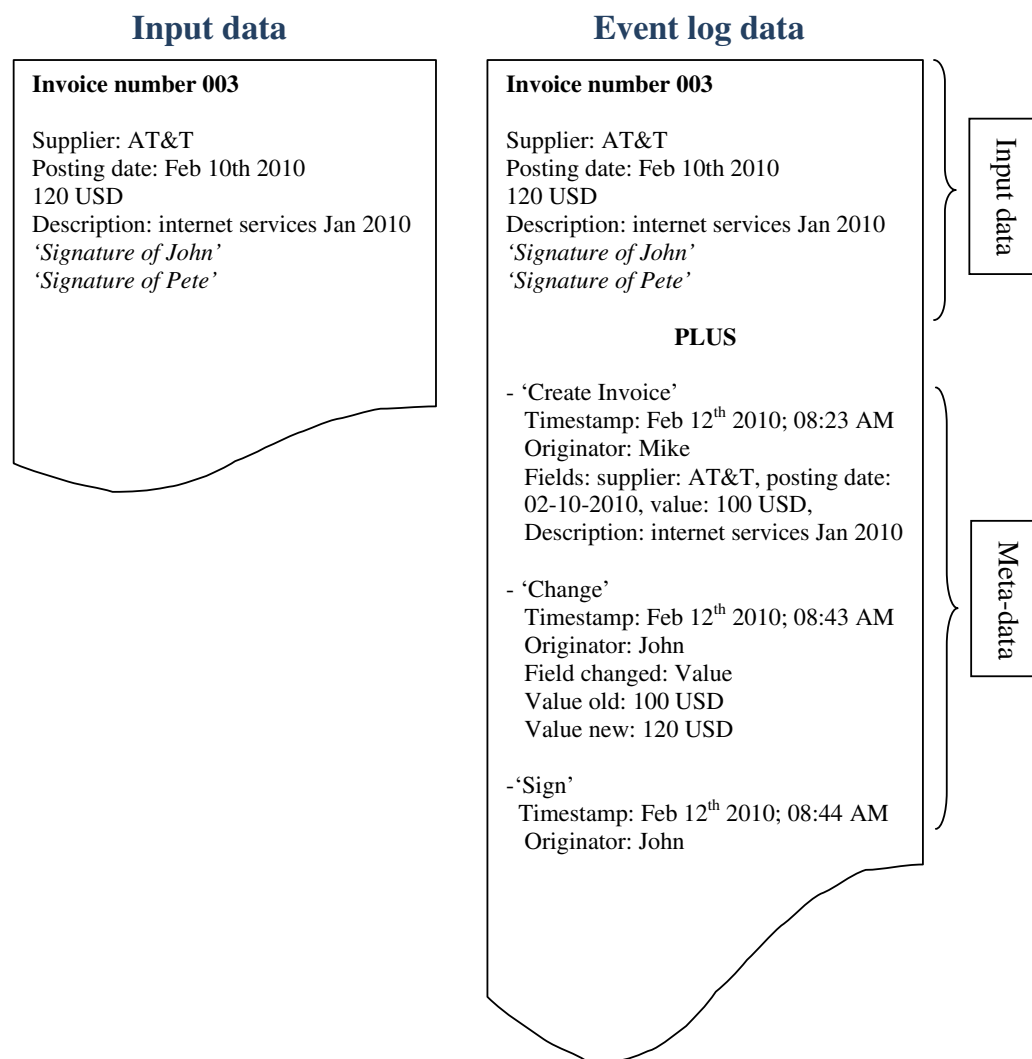 Input data
Invoice number 003
Supplier: AT&T
Posting date: Feb 10th 2010
120 USD
Description: internet services Jan 2010
‘Signature of John’
‘Signature of Pete’
Event log data
Invoice number 003
Supplier: AT&T
Posting date: Feb 10th 2010
120 USD
Description: internet services Jan 2010
‘Signature of John’
‘Signature of Pete’
PLUS
- ‘Create Invoice’
Timestamp: Feb 12th 2010; 08:23 AM
Originator: Mike
Fields: supplier: AT&T, posting date:
02-10-2010, value: 100 USD,
Description: internet services Jan 2010
- ‘Change’
Timestamp: Feb 12th 2010; 08:43 AM
Originator: John
Field changed: Value
Value old: 100 USD
Value new: 120 USD
-‘Sign’
Timestamp: Feb 12th 2010; 08:44 AM
Originator: John
Input data
Meta-data